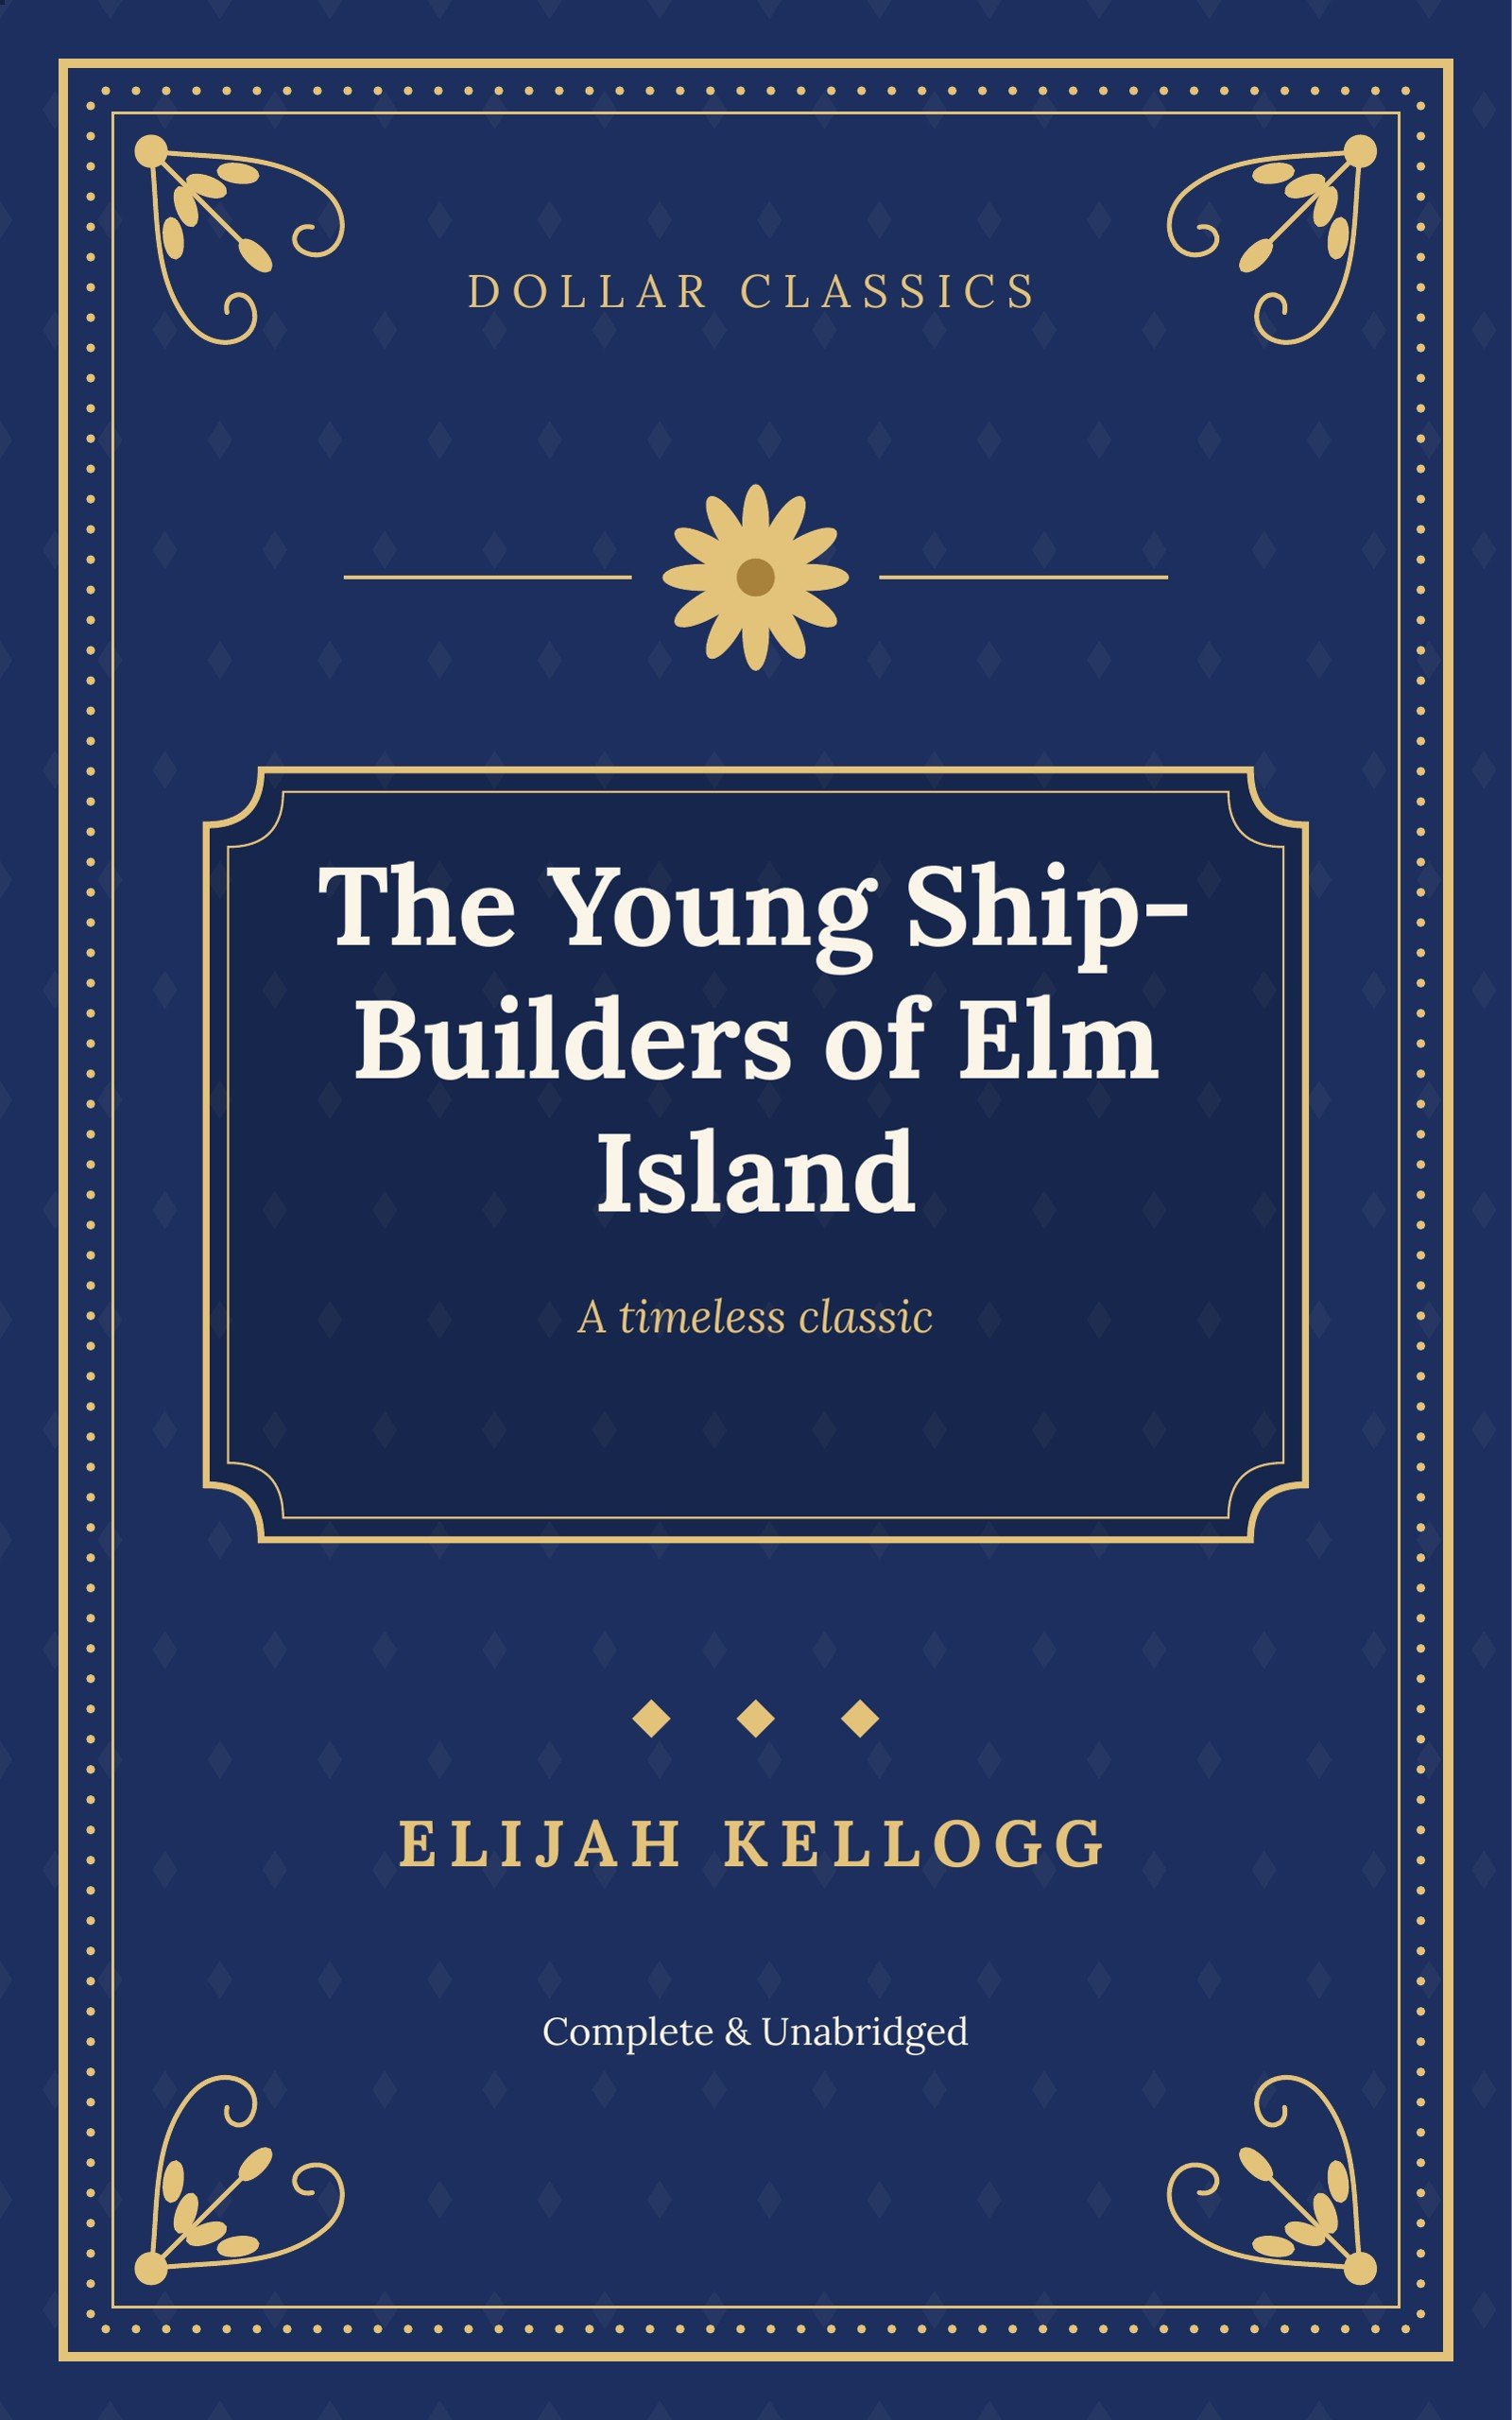 DOLLAR CLASSICS
The Young Ship-
Builders of Elm
Island
A timeless classic
ELIJAH KELLOGG
Complete & Unabridged